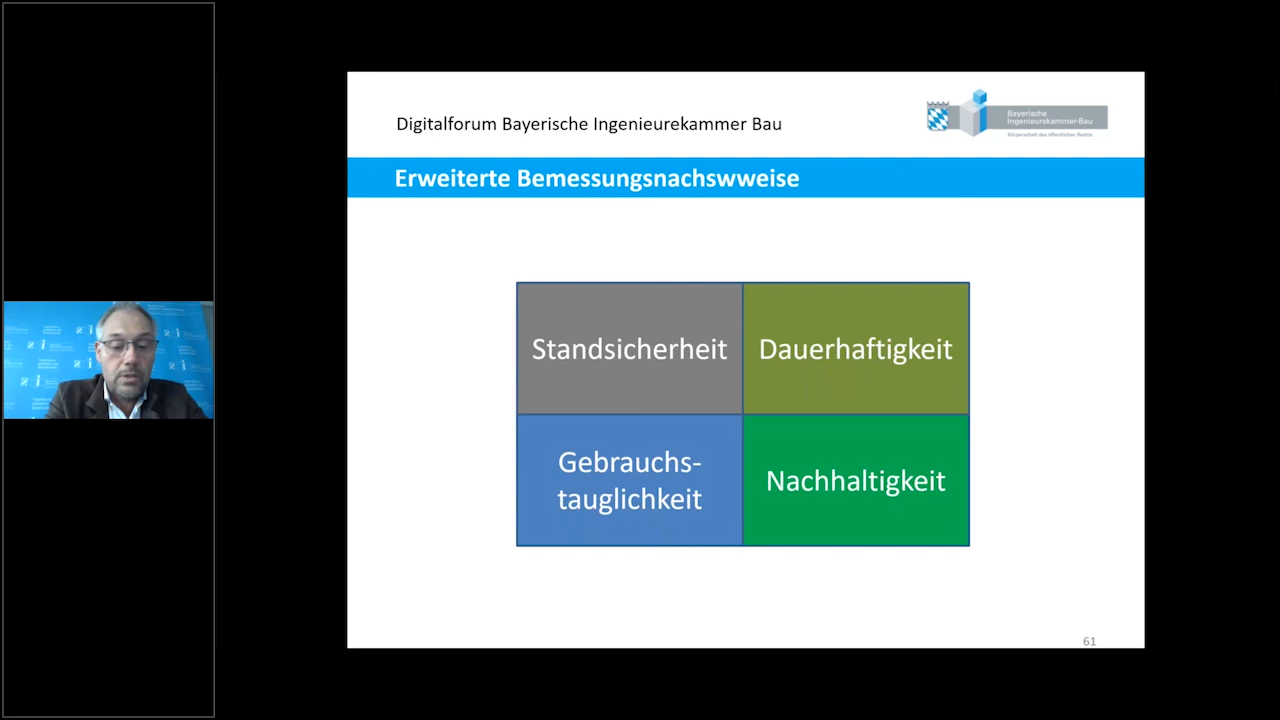 Digitalforum Bayerische Ingenieurekammer Bau
Bayerische
Ingenieurekammer-Bau
Körperschaft des öffentlichen Rechts
Erweiterte Bemessungsnachswweise
Standsicherheit
Dauerhaftigkeit
Gebrauchs-
tauglichkeit
Nachhaltigkeit
61